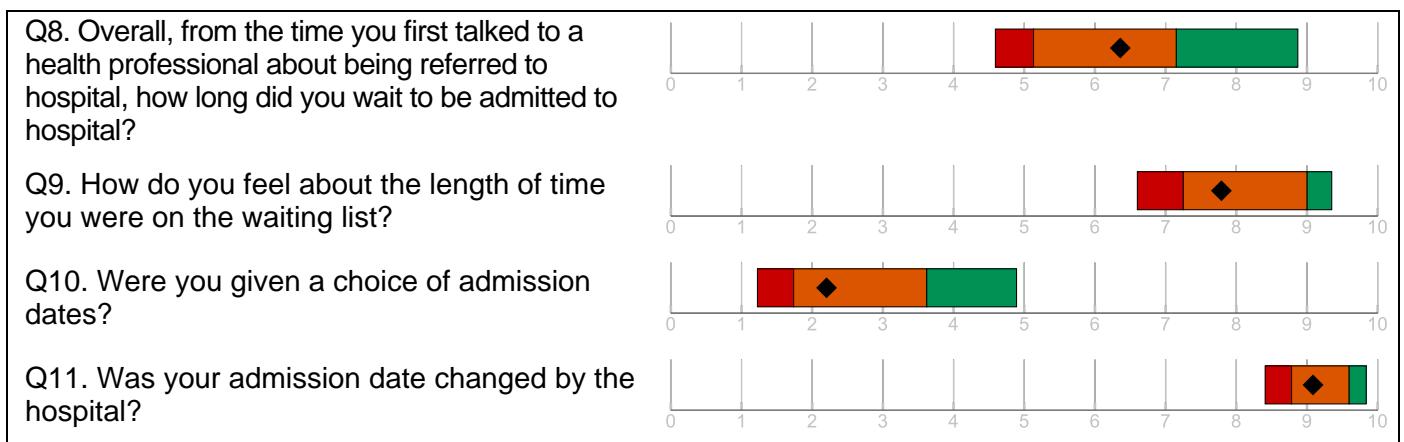 Q8. Overall, from the time you first talked to a
health professional about being referred to
hospital, how long did you wait to be admitted to
hospital?
0 1 2 3 4 5 6 7 8 9 10
Q9. How do you feel about the length of time
you were on the waiting list?
0 1 2 3 4 5 6 7 8 9 10
Q10. Were you given a choice of admission
dates?
0 1 2 3 4 5 6 7 8 9 10
Q11. Was your admission date changed by the
hospital?
0 1 2 3 4 5 6 7 8 9 10